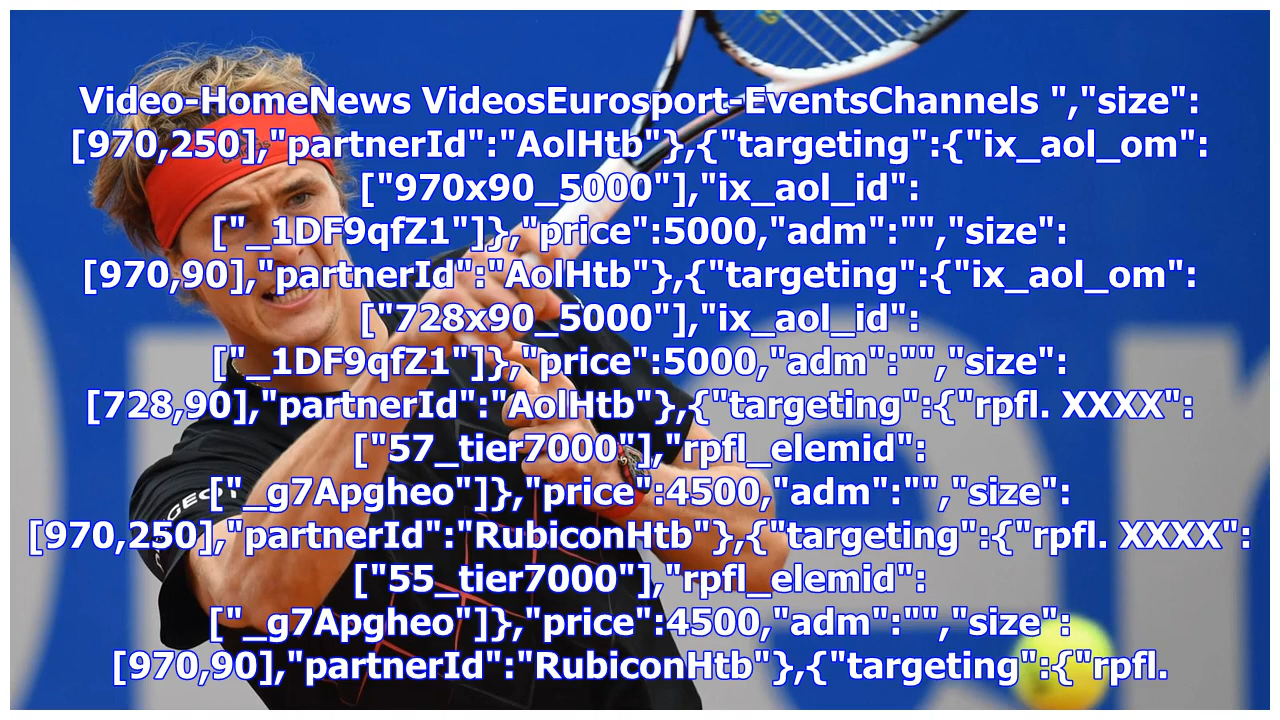 Video-HomeNews VideosEurosport-EventsChannels ","size":
[970,250],"partnerId":"AolHtb"},{"targeting":{"ix_aol_om":
["970x90_5000"],"ix_aol_id":
["_1DF9qfZ1"]},"price":5000,"adm":"","size":
[970,90],"partnerId":"AolHtb"},{"targeting":{"ix_aol_om":
["728x90_5000"],"ix_aol_id":
["_1DF9qfZ1"]},"price":5000,"adm":"","size":
[728,90],"partnerId":"AolHtb"},{"targeting":{"rpfl. XXXX":
["57_tier7000"],"rpfl_elemid":
["_g7Apgheo"]},"price":4500,"adm":"","size":
[970,250],"partnerId":"RubiconHtb"},{"targeting":{"rpfl. XXXX":
["55_tier7000"],"rpfl_elemid":
["_g7Apgheo"]},"price":4500,"adm":"","size":
[970,90],"partnerId":"RubiconHtb"},{"targeting":{"rpfl.